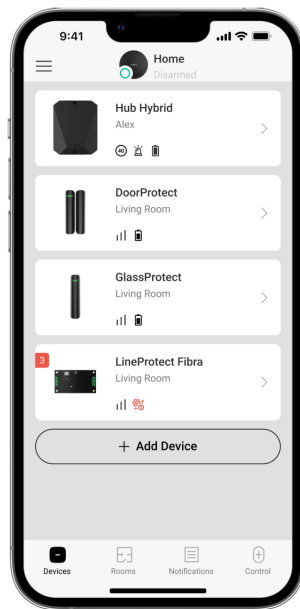 9:41
Home
Disarmed
Hub Hybrid
Alex
4G
DoorProtect
Living Room
GlassProtect
Living Room
3
LineProtect Fibra
Living Room
+ Add Device
Devices
Rooms
Notifications
Control